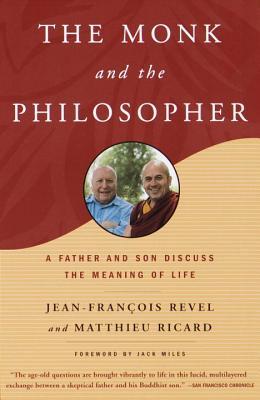 THE MONK
and the
PHILOSOPHER
A FATHER AND SON DISCUSS
THE MEANING OF LIFE
JEAN-FRANÇOIS REVEL
and MATTHIEU RICARD
FOREWORD BY JACK MILES
"The age-old questions are brought vibrantly to life in this lucid, multilayered
exchange between a skeptical father and his Buddhist son." —SAN FRANCISCO CHRONICLE